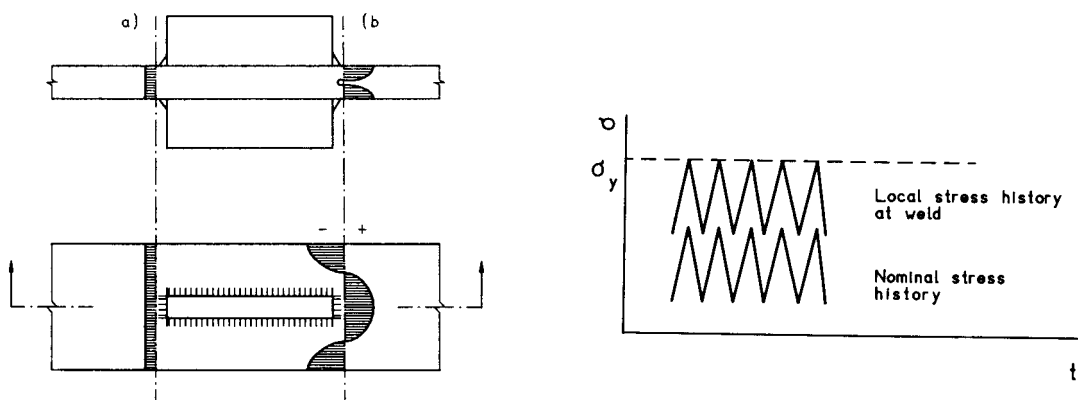 a)
(b
- +
σ
σy
Local stress history
at weld
Nominal stress
history
t